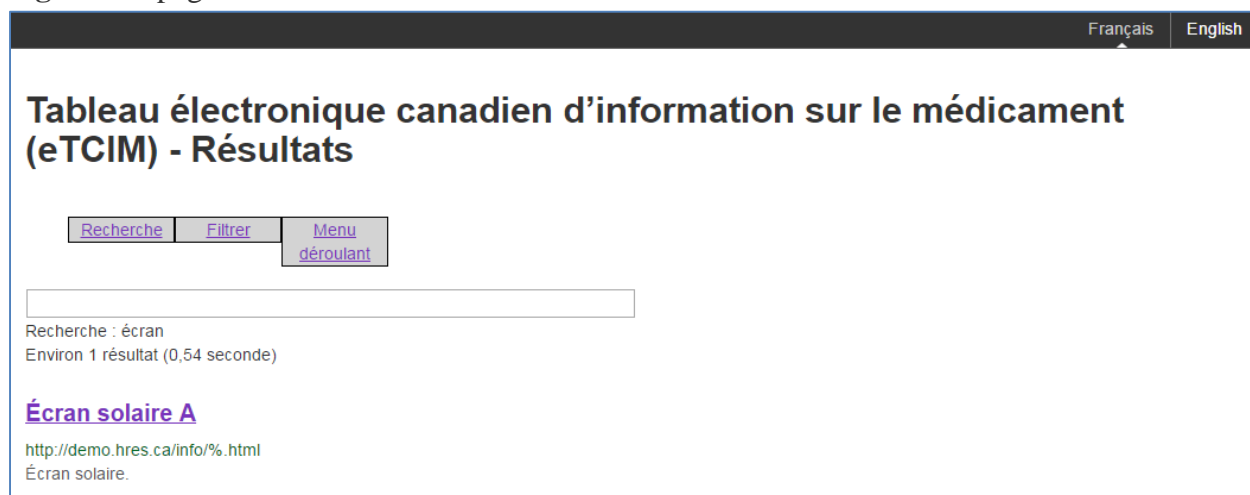 Français English
Tableau électronique canadien d’information sur le médicament
(eTCIM) - Résultats
Recherche Filtrer Menu
déroulant
Recherche : écran
Environ 1 résultat (0,54 seconde)
Écran solaire A
http://demo.hres.ca/info/%.html
Écran solaire.